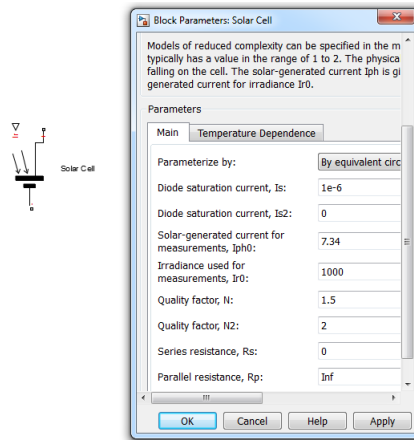 Block Parameters: Solar Cell
Models of reduced complexity can be specified in the m
typically has a value in the range of 1 to 2. The physica
falling on the cell. The solar-generated current Iph is gi
generated current for irradiance Ir0.
Parameters
Main Temperature Dependence
Parameterize by: By equivalent circ
Diode saturation current, Is: 1e-6
Diode saturation current, Is2: 0
Solar-generated current for
measurements, Iph0: 7.34
Irradiance used for
measurements, Ir0: 1000
Quality factor, N: 1.5
Quality factor, N2: 2
Series resistance, Rs: 0
Parallel resistance, Rp: Inf
OK Cancel Help Apply
Solar Cell